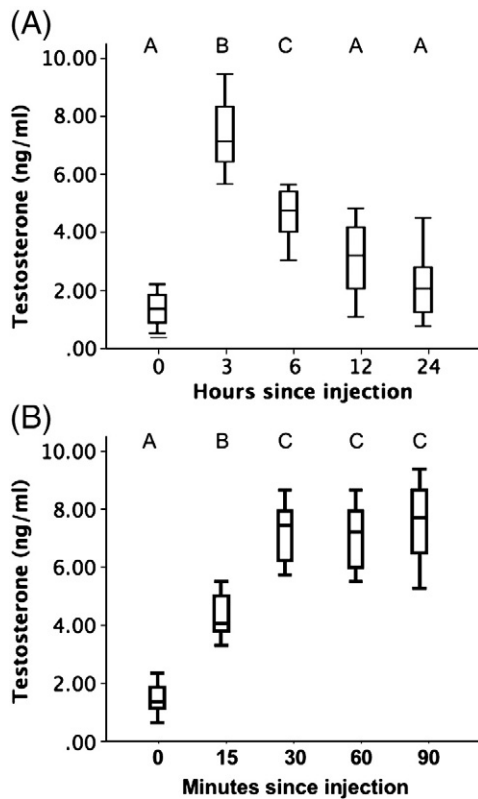 (A)
A B C A A
Testosterone (ng/ml)
10.00
8.00
6.00
4.00
2.00
.00
0 3 6 12 24
Hours since injection
(B)
A B C C C
Testosterone (ng/ml)
10.00
8.00
6.00
4.00
2.00
.00
0 15 30 60 90
Minutes since injection